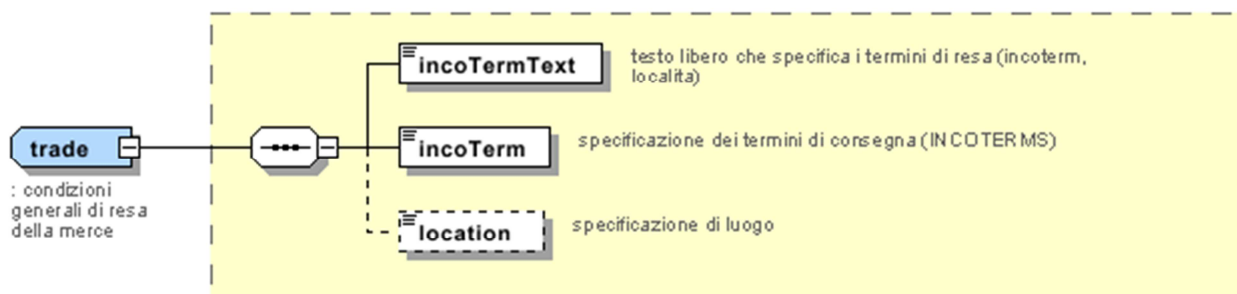 incoTermText
testo libero che specifica i termini di resa (incoterm,
localita)
trade
incoTerm
specificazione dei termini di consegna (INCOTERMS)
: condizioni
generali di resa
della merce
location
specificazione di luogo